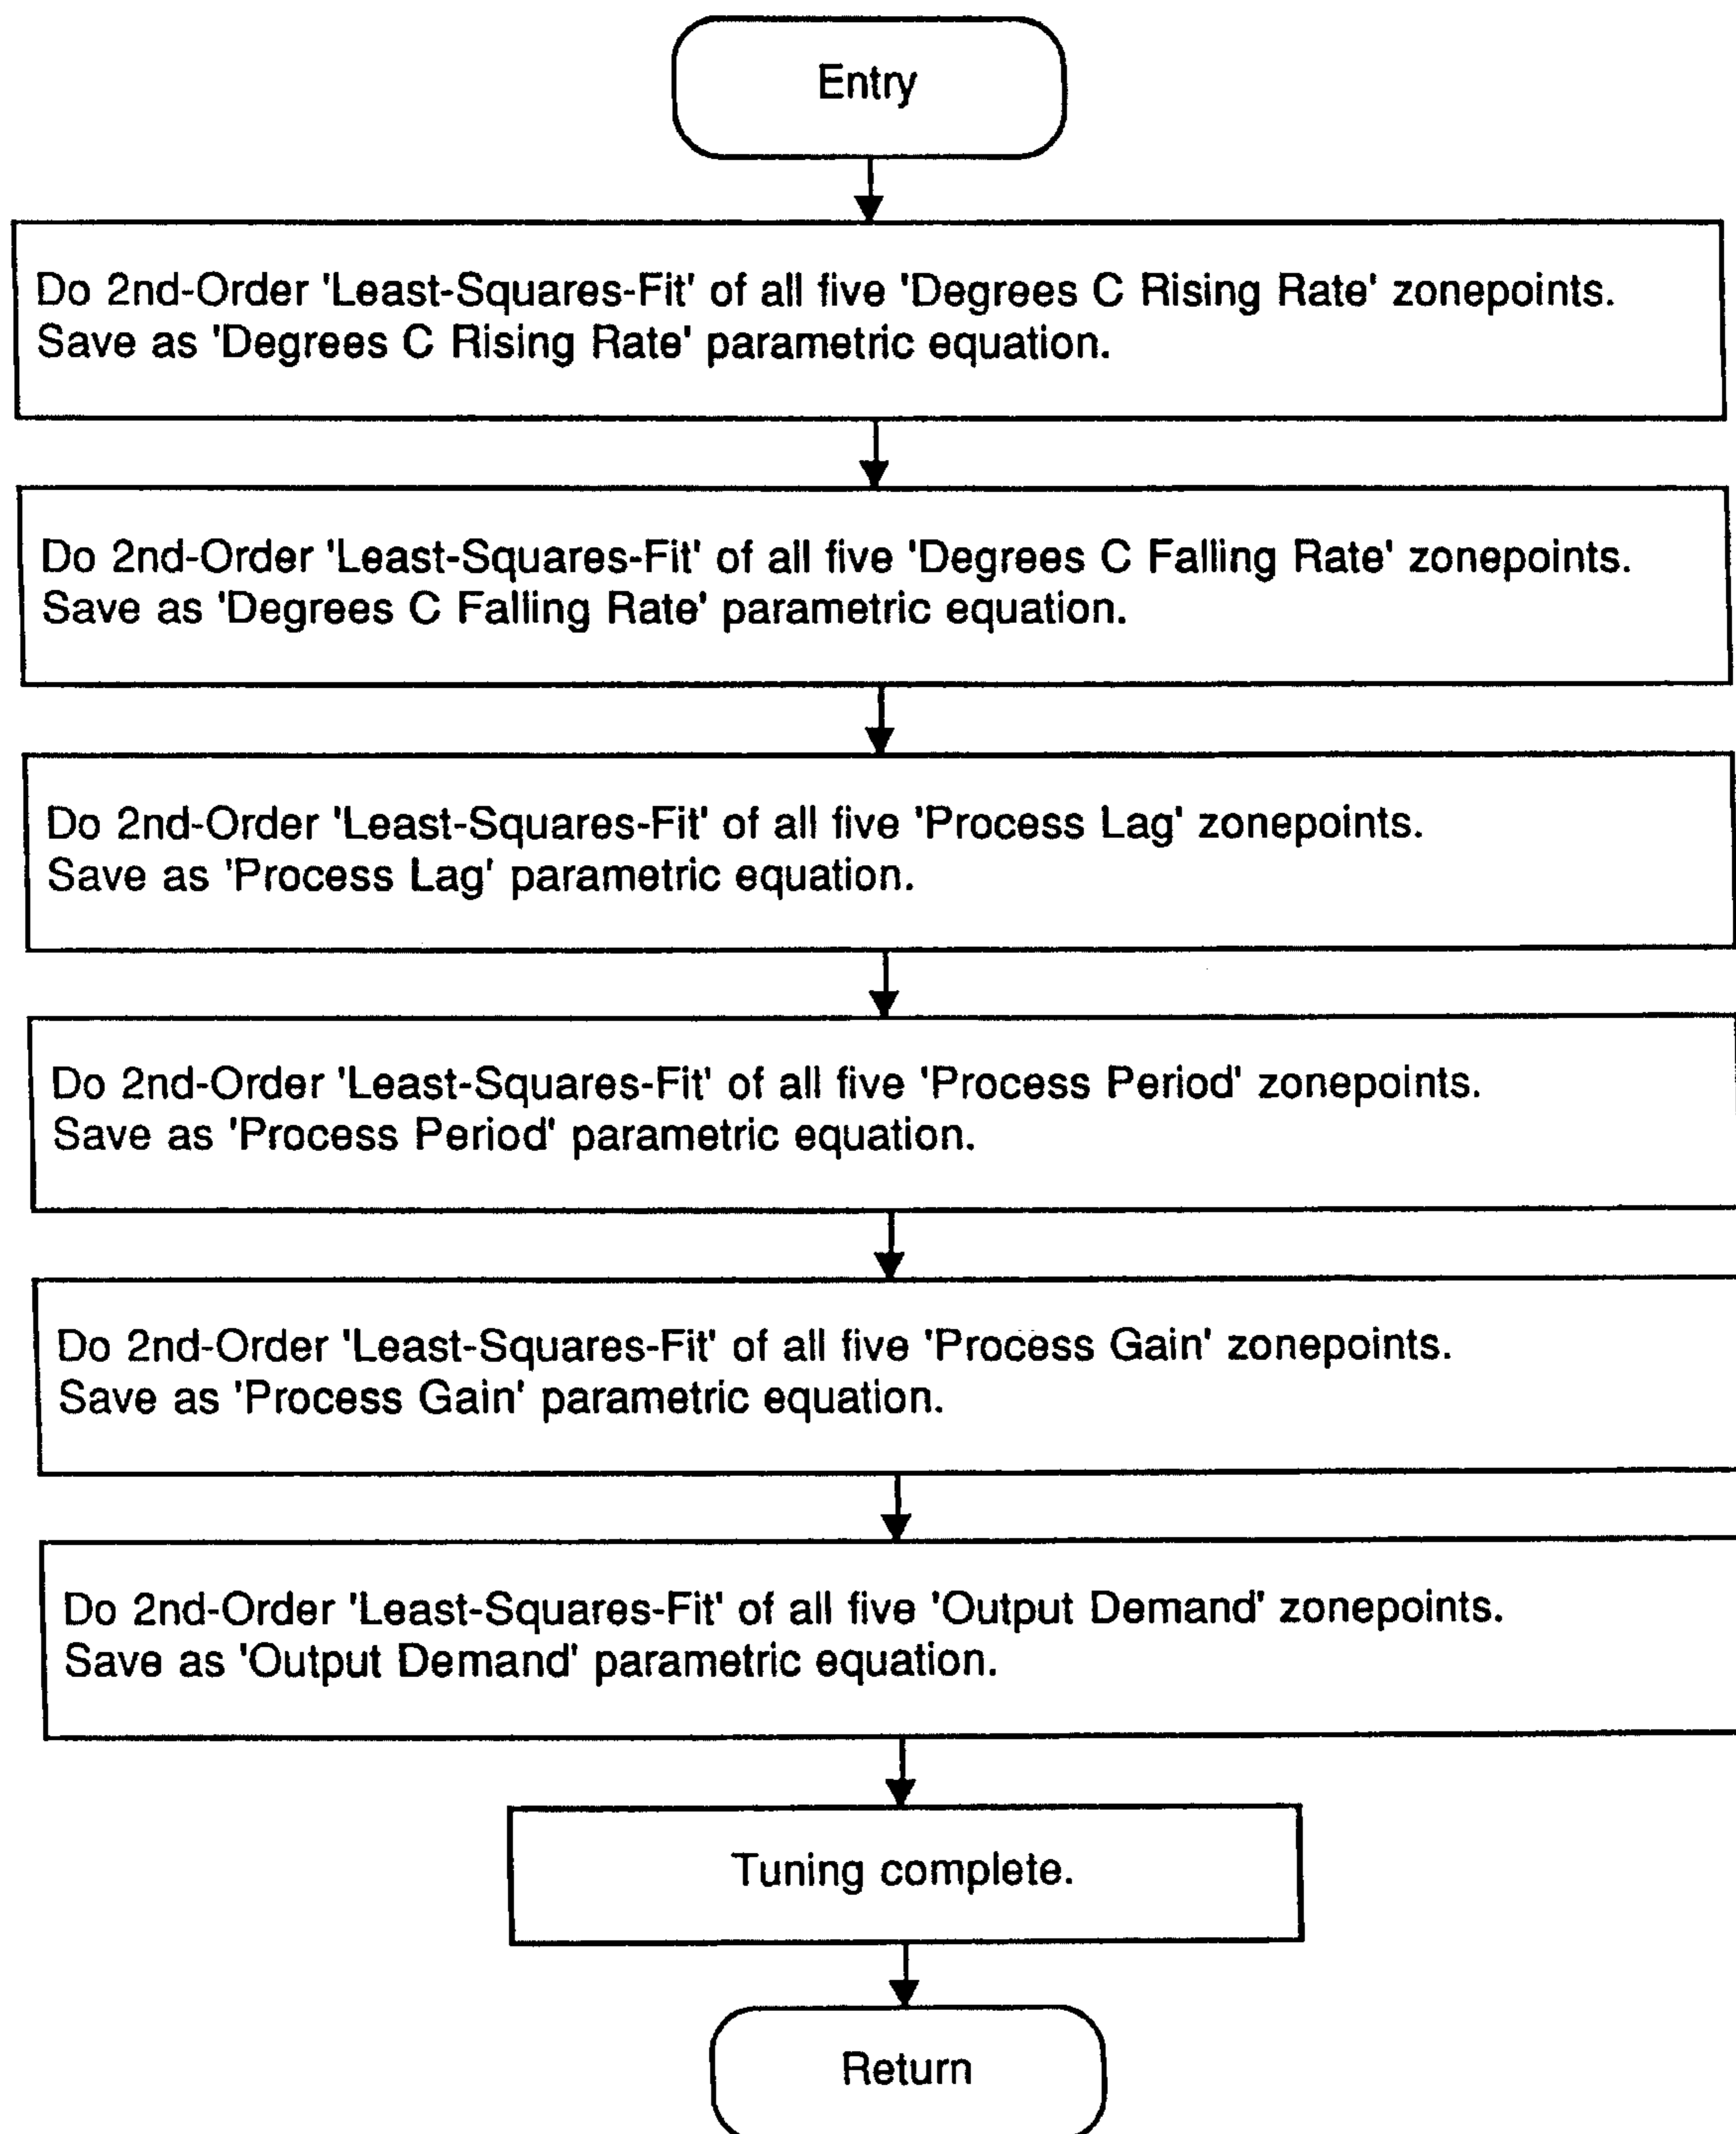 Entry
Do 2nd-Order 'Least-Squares-Fit' of all five 'Degrees C Rising Rate' zonepoints.
Save as 'Degrees C Rising Rate' parametric equation.
Do 2nd-Order 'Least-Squares-Fit' of all five 'Degrees C Falling Rate' zonepoints.
Save as 'Degrees C Falling Rate' parametric equation.
Do 2nd-Order 'Least-Squares-Fit' of all five 'Process Lag' zonepoints.
Save as 'Process Lag' parametric equation.
Do 2nd-Order 'Least-Squares-Fit' of all five 'Process Period' zonepoints.
Save as 'Process Period' parametric equation.
Do 2nd-Order 'Least-Squares-Fit' of all five 'Process Gain' zonepoints.
Save as 'Process Gain' parametric equation.
Do 2nd-Order 'Least-Squares-Fit' of all five 'Output Demand' zonepoints.
Save as 'Output Demand' parametric equation.
Tuning complete.
Return